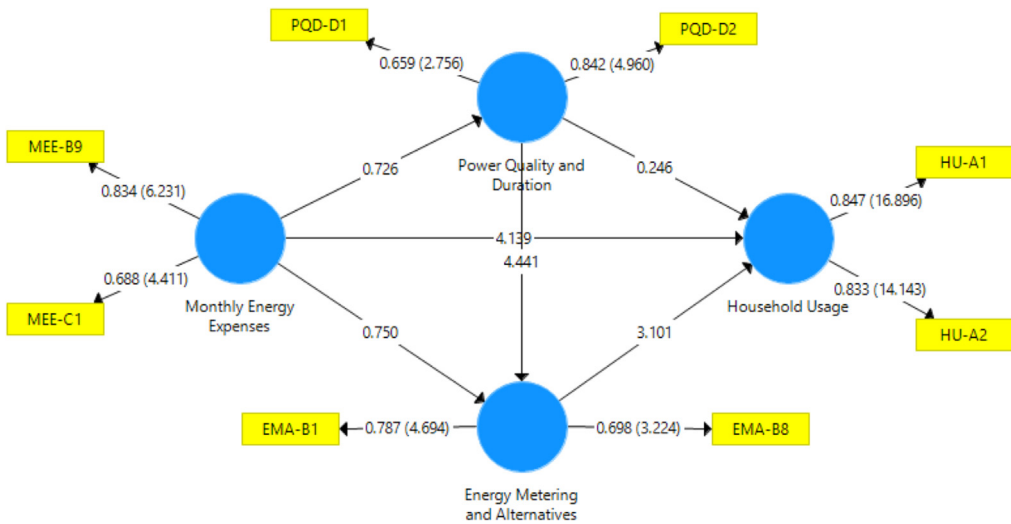 PQD-D1
PQD-D2
0.659 (2.756)
0.842 (4.960)
MEE-B9
Power Quality and
Duration
HU-A1
0.726
0.246
0.834 (6.231)
0.847 (16.896)
4.139
4.441
0.688 (4.411)
0.833 (14.143)
MEE-C1
Monthly Energy
Expenses
Household Usage
HU-A2
0.750
3.101
EMA-B1
0.787 (4.694)
0.698 (3.224)
EMA-B8
Energy Metering
and Alternatives